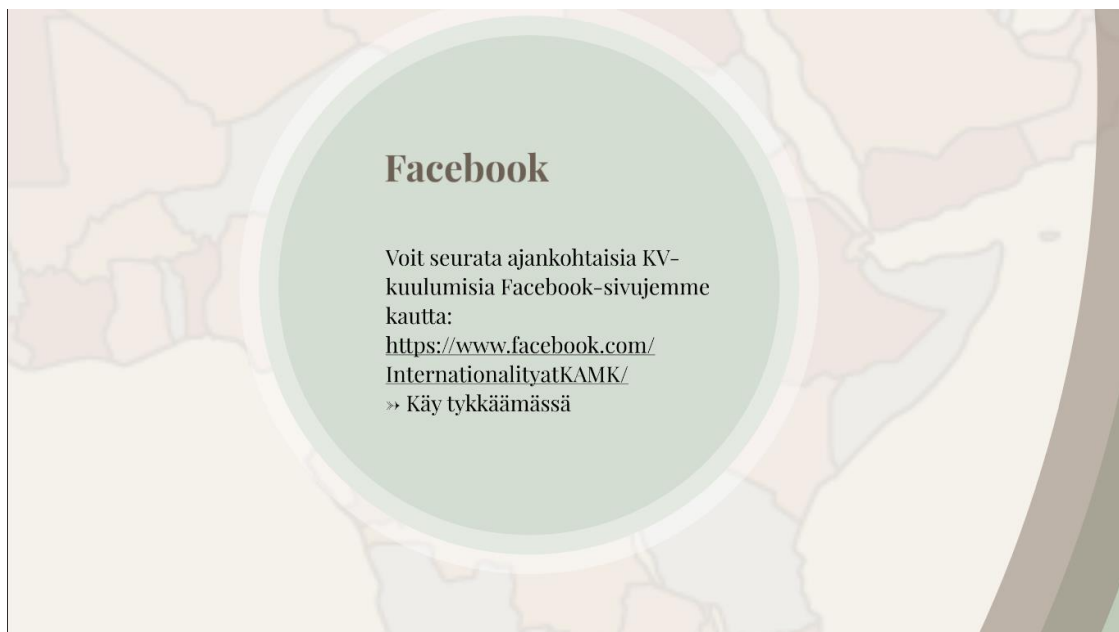 Facebook
Voit seurata ajankohtaisia KV-
kuulumisia Facebook-sivujemme
kautta:
https://www.facebook.com/
InternationalityatKAMK/
➳ Käy tykkäämässä